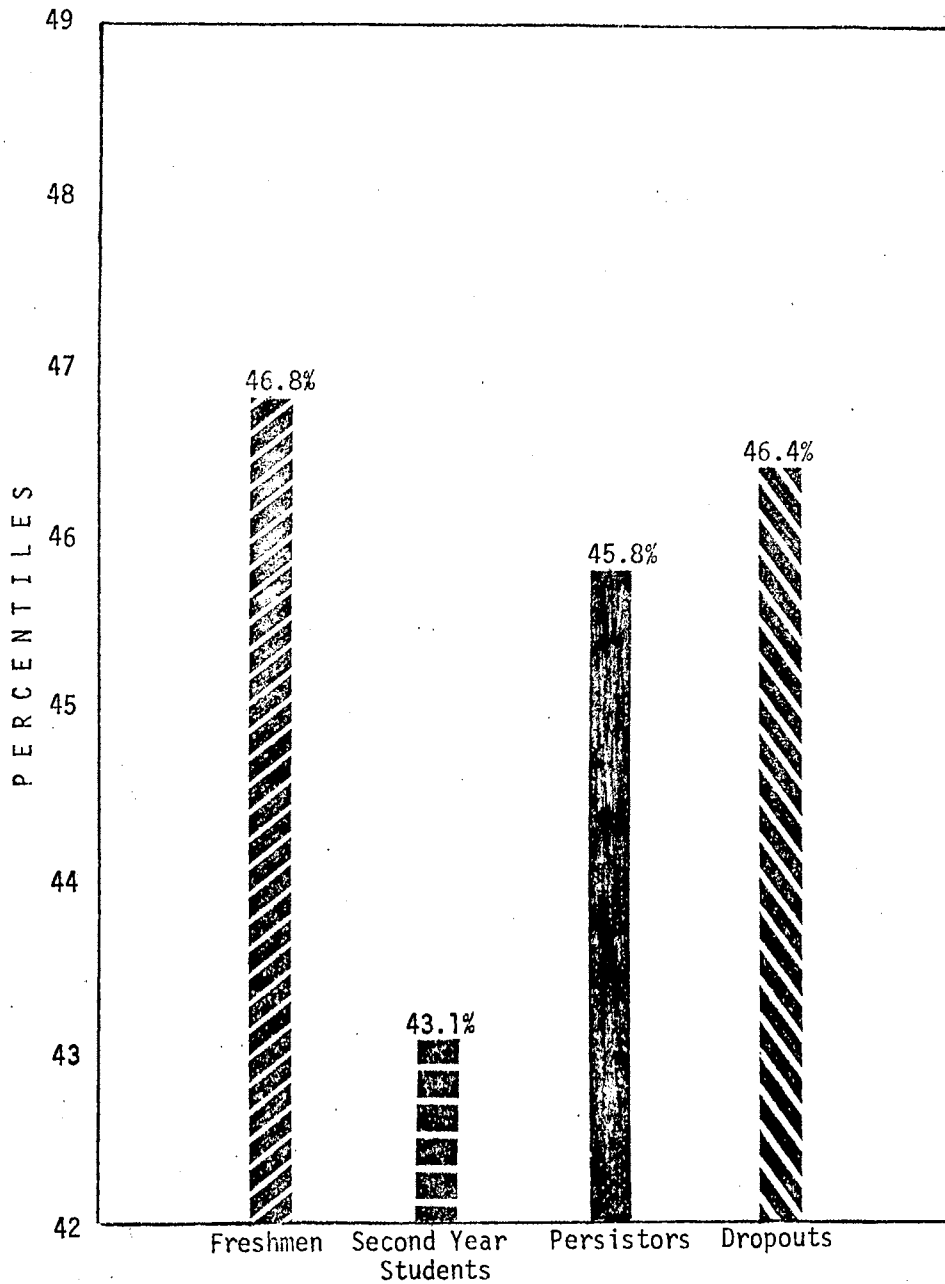 49
48
47
46
45
44
43
42
PERCENTILES
46.8%
43.1%
45.8%
46.4%
Freshmen
Second Year
Students
Persistors
Dropouts